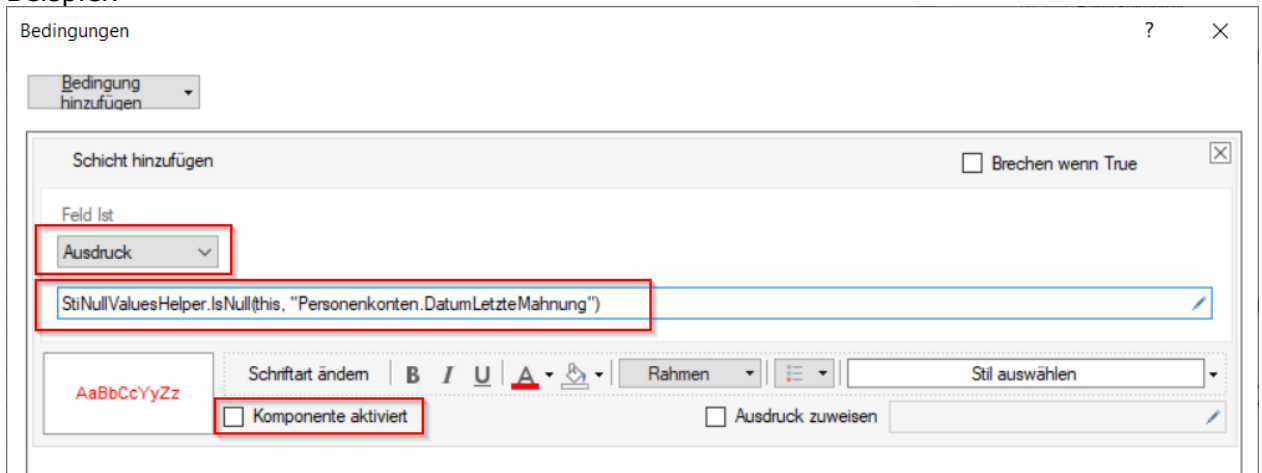 Bedingungen
?
Bedingung
hinzufügen
Schicht hinzufügen
Brechen wenn True
Feld Ist
Ausdruck
StiNullValuesHelper.IsNull(this, "Personenkonten.DatumLetzteMahnung")
AaBbCcYyZz
Schriftart ändern B I U A Rahmen Stil auswählen
Komponente aktiviert
Ausdruck zuweisen